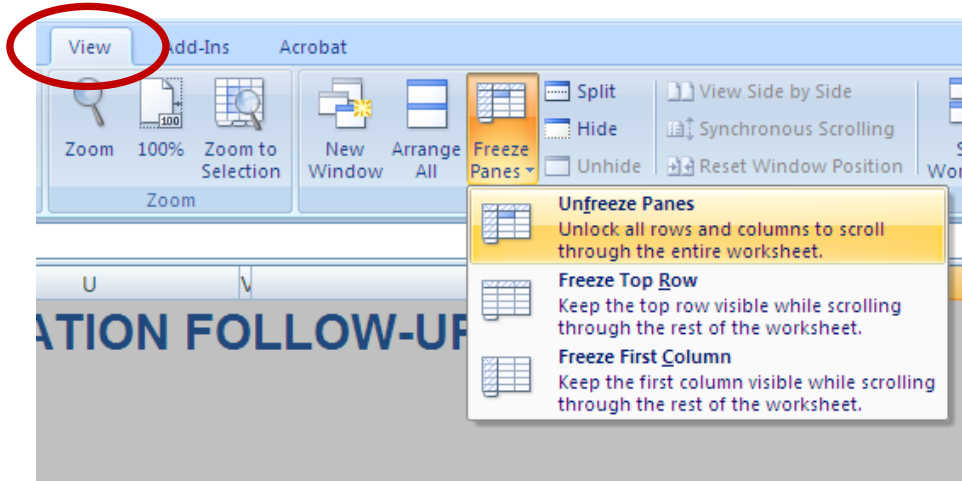 View Add-Ins Acrobat
100
Zoom 100% Zoom to Selection
New Window Arrange All Freeze Panes
Split
Hide
Unhide
View Side by Side
Synchronous Scrolling
Reset Window Position
Zoom
Unfreeze Panes
Unlock all rows and columns to scroll
through the entire worksheet.
Freeze Top Row
Keep the top row visible while scrolling
through the rest of the worksheet.
Freeze First Column
Keep the first column visible while scrolling
through the rest of the worksheet.
U V
ATION FOLLOW-UP